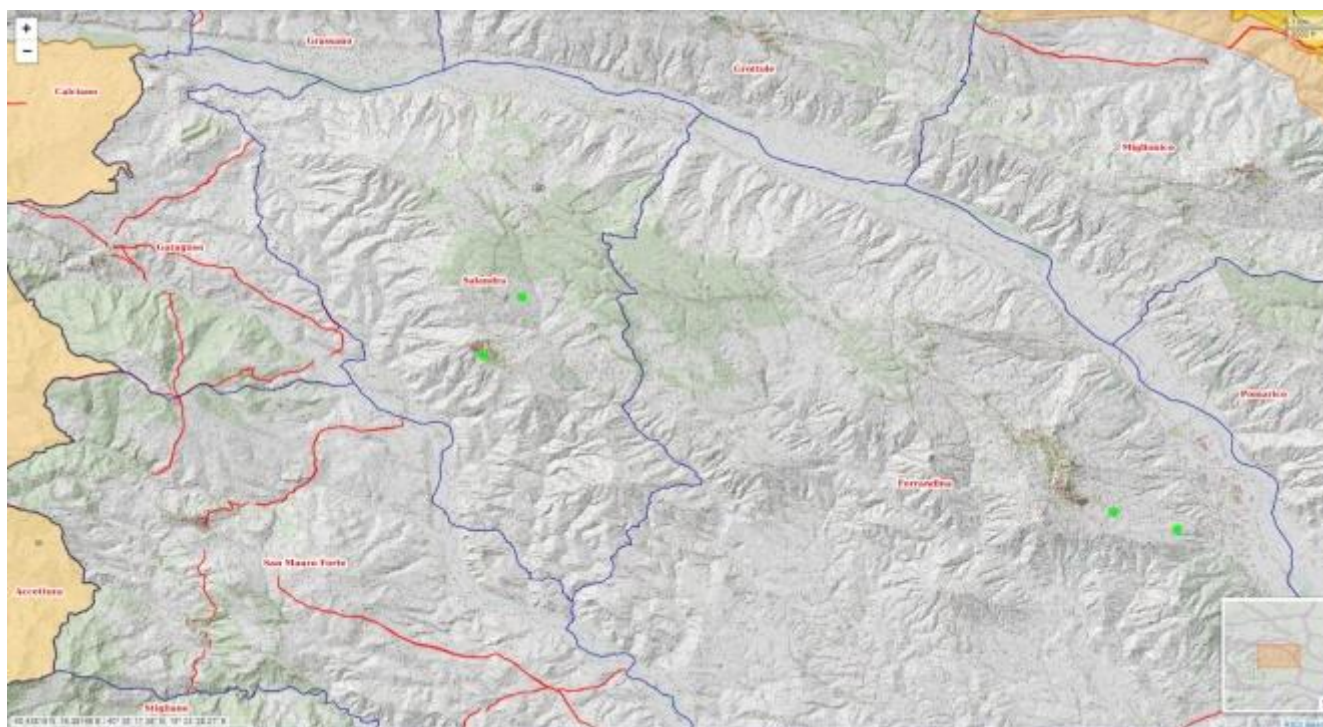 +
−
Grassano
Grottole
Calciano
Miglionico
Garaguso
Salandra
Pomarico
Ferrandina
San Mauro Forte
Accettura
Stigliano